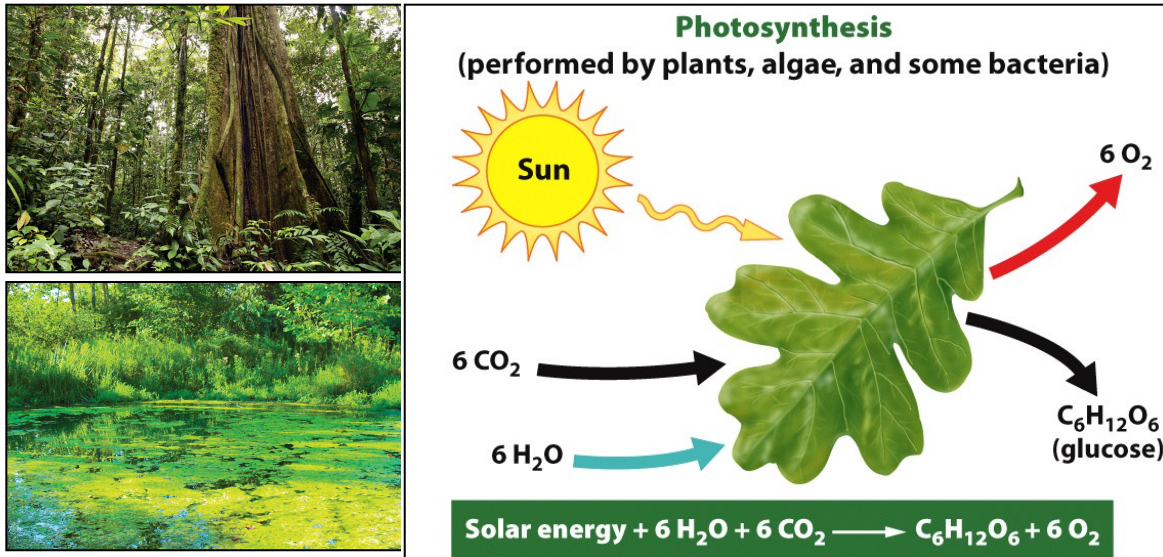 Photosynthesis
(performed by plants, algae, and some bacteria)
Sun
6 O₂
6 CO₂
C₆H₁₂O₆
(glucose)
6 H₂O
Solar energy + 6 H₂O + 6 CO₂ ⟶ C₆H₁₂O₆ + 6 O₂